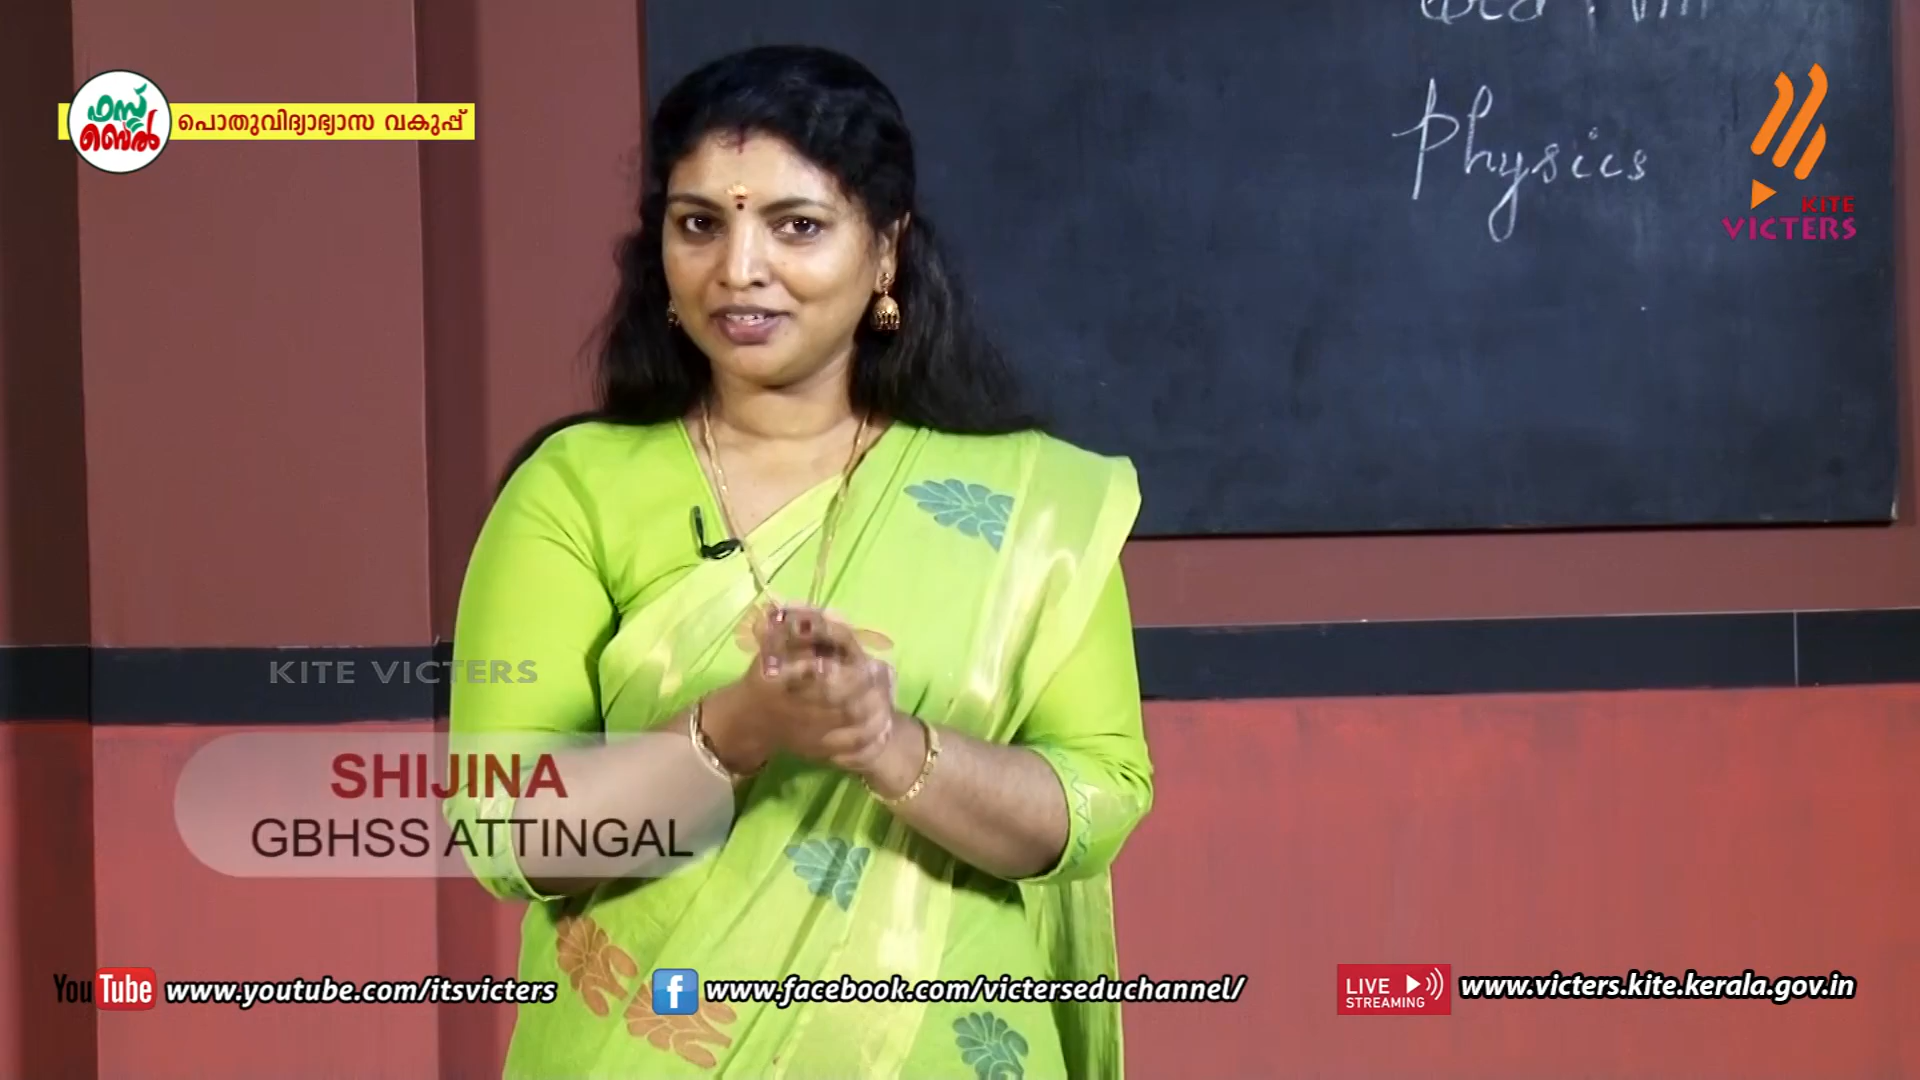 ഫസ്റ്റ്
ബെൽ
പൊതുവിദ്യാഭ്യാസ വകുപ്പ്
Physics
KITE
VICTERS
KITE VICTERS
SHIJINA
GBHSS ATTINGAL
YouTube www.youtube.com/itsvicters
f www.facebook.com/victerseduchannel/
LIVE
STREAMING
www.victers.kite.kerala.gov.in